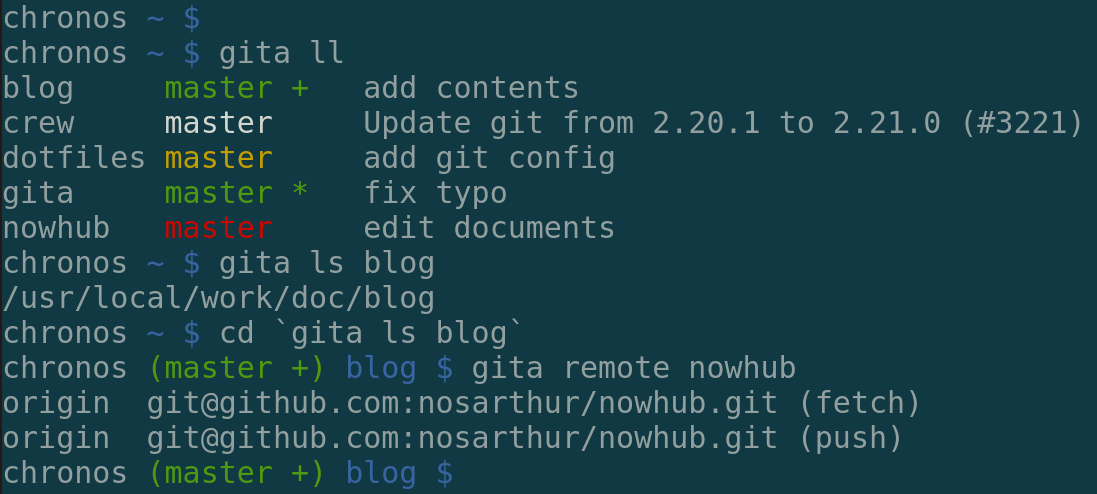 chronos ~ $
chronos ~ $ gita ll
blog     master +   add contents
crew     master     Update git from 2.20.1 to 2.21.0 (#3221)
dotfiles master     add git config
gita     master *   fix typo
nowhub   master     edit documents
chronos ~ $ gita ls blog
/usr/local/work/doc/blog
chronos ~ $ cd `gita ls blog`
chronos (master +) blog $ gita remote nowhub
origin  git@github.com:nosarthur/nowhub.git (fetch)
origin  git@github.com:nosarthur/nowhub.git (push)
chronos (master +) blog $